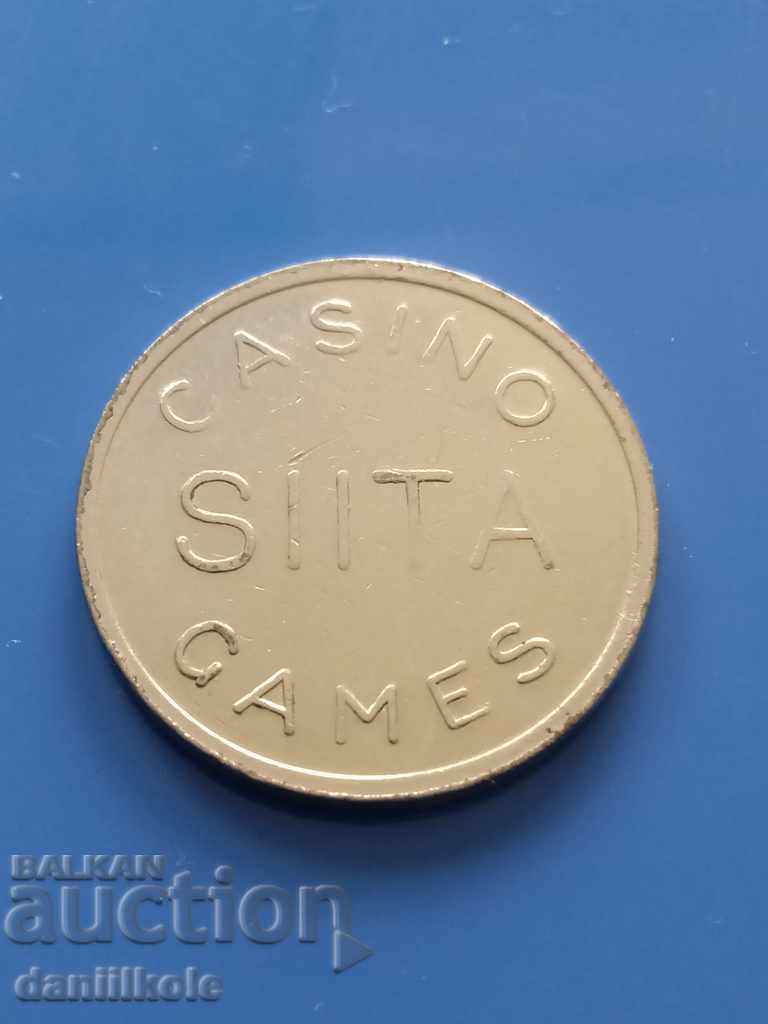 CASINO
SIITA
GAMES
BALKAN
auction
daniilkole